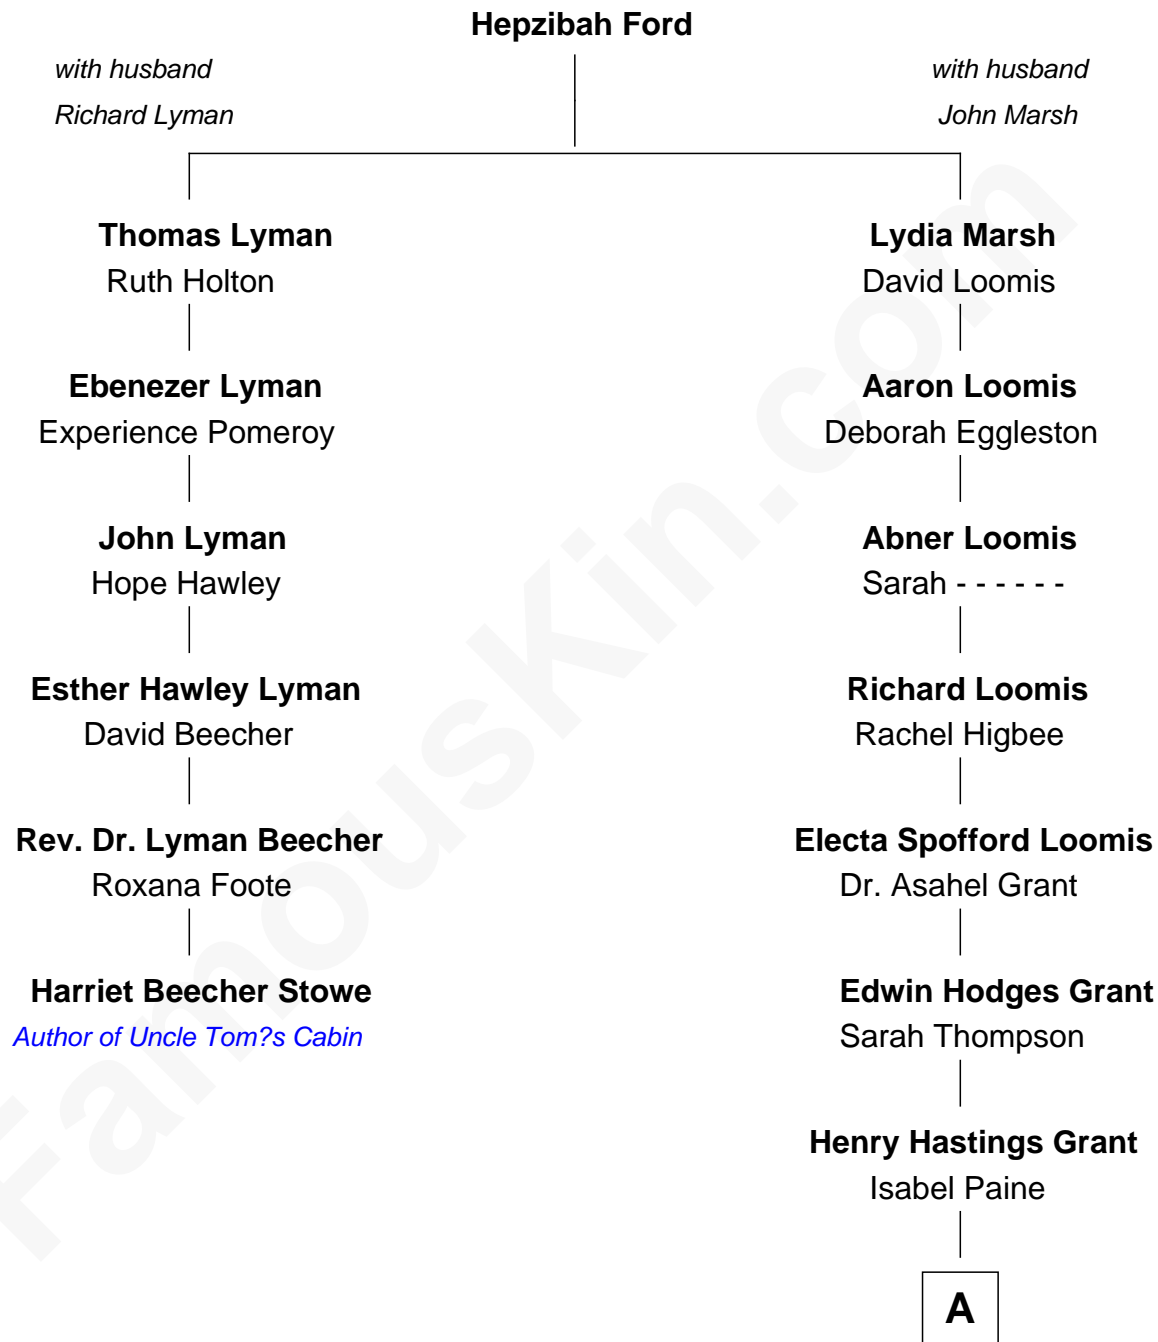 Hepzibah Ford
with husband
Richard Lyman
with husband
John Marsh
Thomas Lyman
Ruth Holton
Ebenezer Lyman
Experience Pomeroy
John Lyman
Hope Hawley
Esther Hawley Lyman
David Beecher
Rev. Dr. Lyman Beecher
Roxana Foote
Harriet Beecher Stowe
Author of Uncle Tom?s Cabin
Lydia Marsh
David Loomis
Aaron Loomis
Deborah Eggleston
Abner Loomis
Sarah - - - - - -
Richard Loomis
Rachel Higbee
Electa Spofford Loomis
Dr. Asahel Grant
Edwin Hodges Grant
Sarah Thompson
Henry Hastings Grant
Isabel Paine
A
FamousKin.com